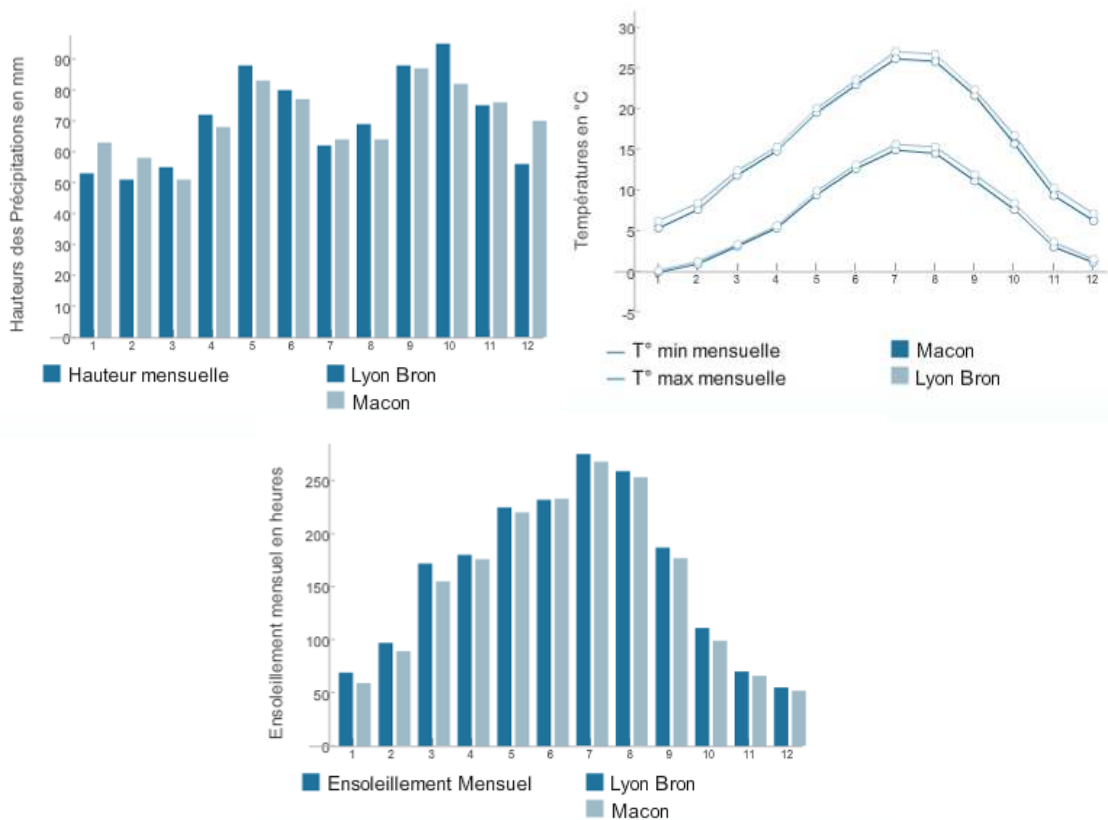 Hauteurs des Précipitations en mm
90
80
70
60
50
40
30
20
10
0
1 2 3 4 5 6 7 8 9 10 11 12
Hauteur mensuelle
Lyon Bron
Macon
Températures en °C
30
25
20
15
10
5
0
-5
1 2 3 4 5 6 7 8 9 10 11 12
T° min mensuelle
T° max mensuelle
Macon
Lyon Bron
Ensoleillement mensuel en heures
250
200
150
100
50
0
1 2 3 4 5 6 7 8 9 10 11 12
Ensoleillement Mensuel
Lyon Bron
Macon